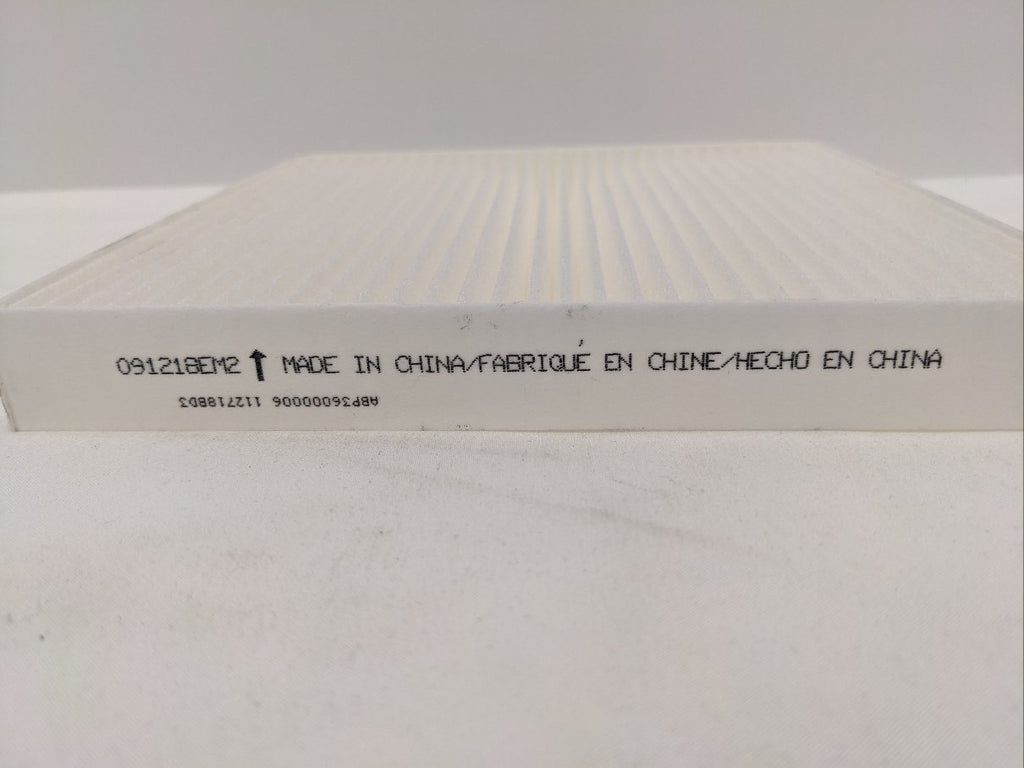 091218EM2 ↑ MADE IN CHINA/FABRIQUÉ EN CHINE/HECHO EN CHINA
ABP36000006 112718BD3